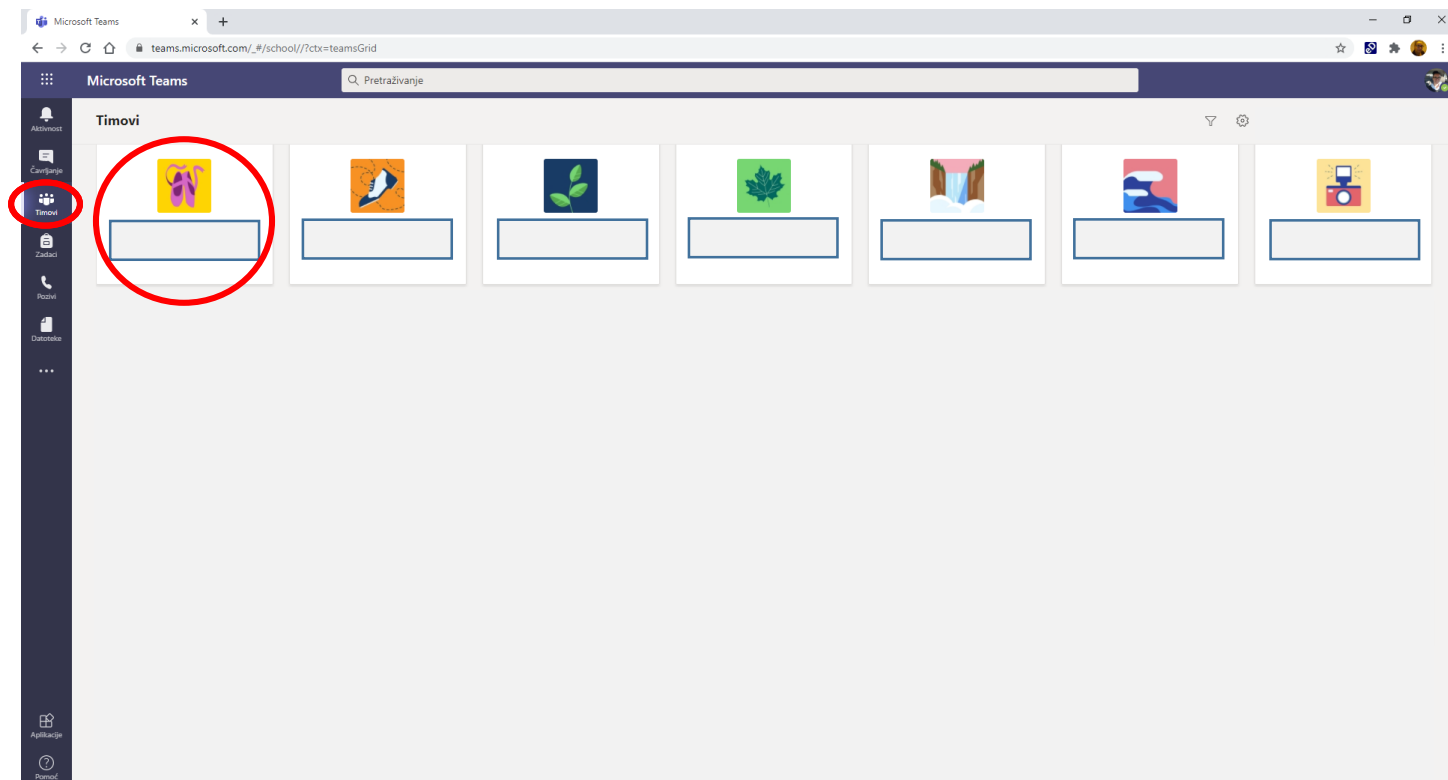 Microsoft Teams
teams.microsoft.com/_#/school//?ctx=teamsGrid
Microsoft Teams
Pretraživanje
Aktivnost
Timovi
Čavrljanje
Timovi
Zadaci
Pozivi
Datoteke
Aplikacije
Pomoć